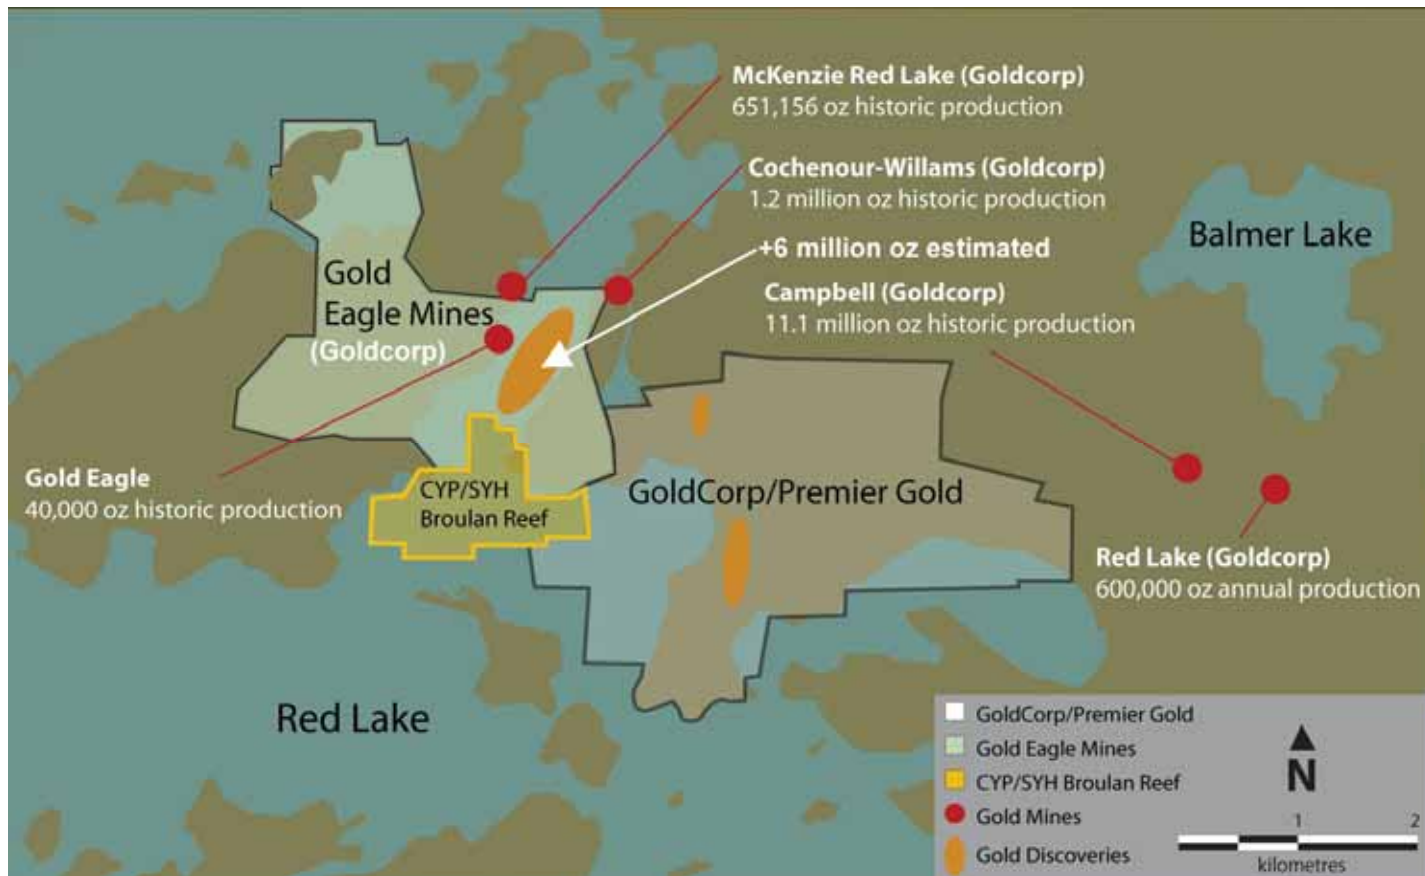 McKenzie Red Lake (Goldcorp)
651,156 oz historic production
Cochenour-Willams (Goldcorp)
1.2 million oz historic production
+6 million oz estimated
Campbell (Goldcorp)
11.1 million oz historic production
Balmer Lake
Gold
Eagle Mines
(Goldcorp)
Gold Eagle
40,000 oz historic production
CYP/SYH
Broulan Reef
GoldCorp/Premier Gold
Red Lake (Goldcorp)
600,000 oz annual production
Red Lake
GoldCorp/Premier Gold
Gold Eagle Mines
CYP/SYH Broulan Reef
Gold Mines
Gold Discoveries
N
1 2
kilometres